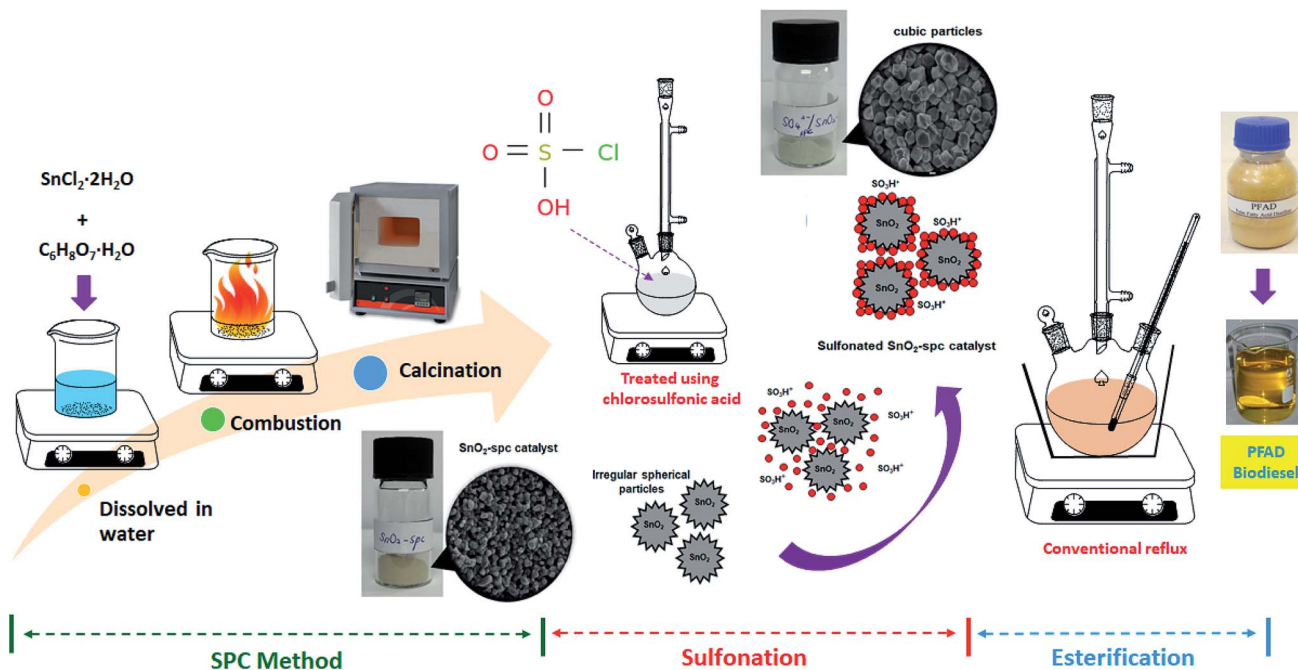 SnCl₂·2H₂O
+
C₆H₈O₇·H₂O
Dissolved in
water
Combustion
Calcination
SnO₂-spc catalyst
SnO₂-spc
O
O
S
Cl
OH
Treated using
chlorosulfonic acid
Irregular spherical
particles
SnO₂
SnO₂
SnO₂
SO₃H⁺
SO₃H⁺
SnO₂
SnO₂
SnO₂
SO₃H⁺
SO₃H⁺
cubic particles
SO₄²⁻/SnO₂
spc
SO₃H⁺
SO₃H⁺
SnO₂
SnO₂
SnO₂
SO₃H⁺
Sulfonated SnO₂-spc catalyst
Conventional reflux
PFAD
Palm Fatty Acid Distillate
PFAD
Biodiesel
SPC Method
Sulfonation
Esterification